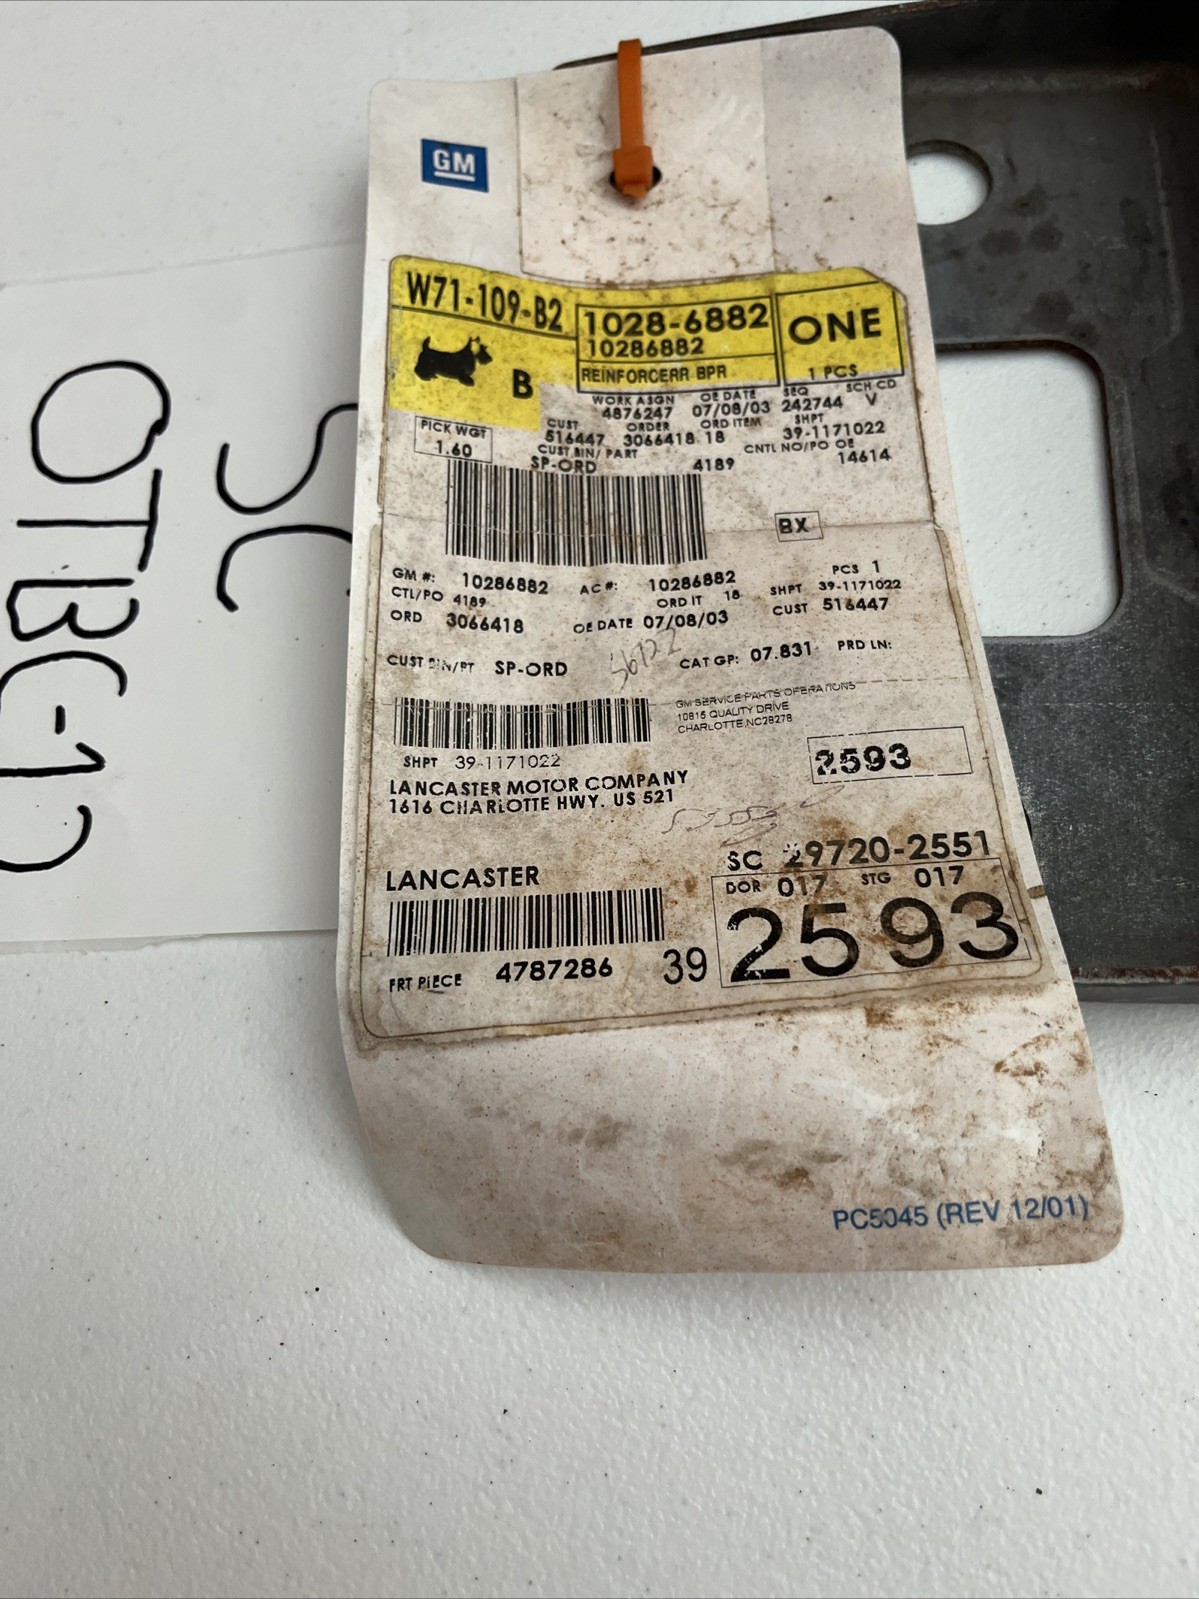 GM
W71-109-B2
1028-6882
10286882
REINFORCERR BPR
ONE
1 PCS
B
WORK ASGN OE DATE SEQ SCH CD
4876247 07/08/03 242744 V
PICK WGT
1.60
CUST ORDER ORD ITEM SHPT
516447 3066418 18 39-1171022
CUST BIN/ PART CNTL NO/PO OE
SP-ORD 4189 14614
BX
GM #: 10286882 AC #: 10286882 PCS 1
CTL/PO 4189 ORD IT 18 SHPT 39-1171022
ORD 3066418 OE DATE 07/08/03 CUST 516447
CUST BIN/PT SP-ORD CAT GP: 07.831 PRD LN:
GM SERVICE PARTS OPERATIONS
10815 QUALITY DRIVE
CHARLOTTE,NC28278
SHPT 39-1171022
2593
LANCASTER MOTOR COMPANY
1616 CHARLOTTE HWY. US 521
LANCASTER SC 29720-2551
DOR 017 STG 017
FRT PIECE 4787286 39 2593
PC5045 (REV 12/01)
SC
OTBC-12